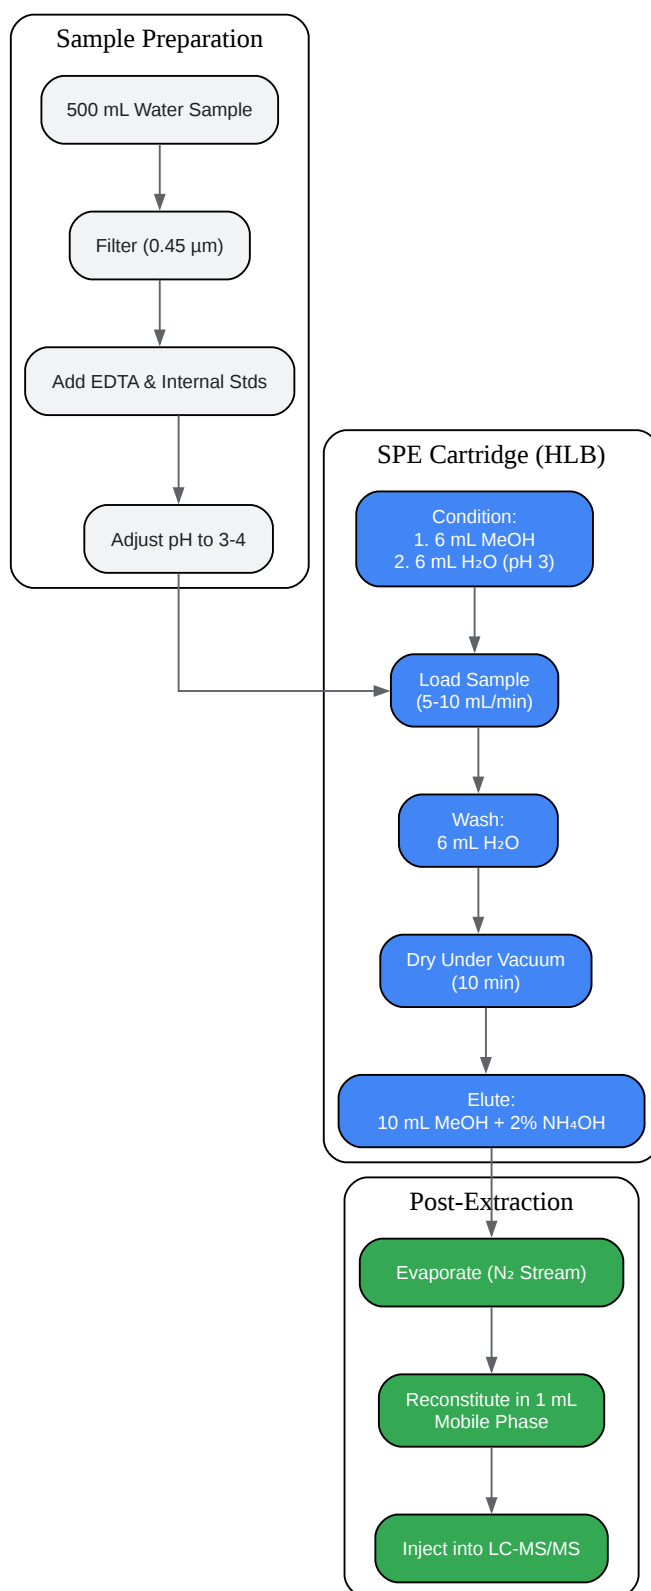 Sample Preparation
500 mL Water Sample
Filter (0.45 µm)
Add EDTA & Internal Stds
Adjust pH to 3-4
SPE Cartridge (HLB)
Condition:
1. 6 mL MeOH
2. 6 mL H₂O (pH 3)
Load Sample
(5-10 mL/min)
Wash:
6 mL H₂O
Dry Under Vacuum
(10 min)
Elute:
10 mL MeOH + 2% NH₄OH
Post-Extraction
Evaporate (N₂ Stream)
Reconstitute in 1 mL
Mobile Phase
Inject into LC-MS/MS